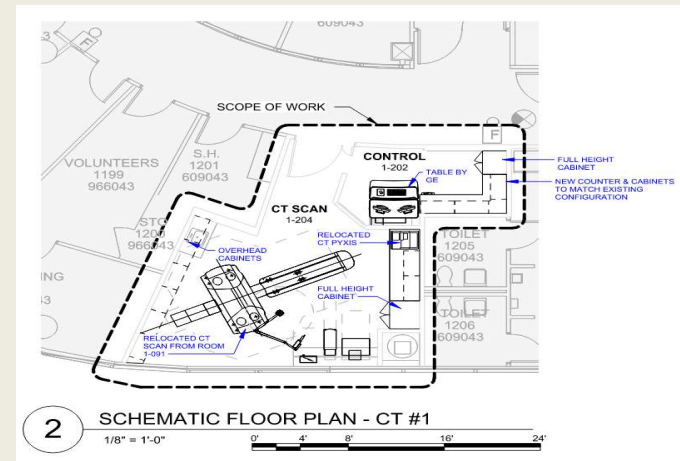 609043
F
SCOPE OF WORK
F
VOLUNTEERS
1199
966043
S.H.
1201
609043
CONTROL
1-202
TABLE BY
GE
FULL HEIGHT
CABINET
NEW COUNTER & CABINETS
TO MATCH EXISTING
CONFIGURATION
CT SCAN
1-204
STO
1200
966043
OVERHEAD
CABINETS
RELOCATED
CT PYXIS
TOILET
1205
609043
ING
43
FULL HEIGHT
CABINET
TOILET
1206
609043
RELOCATED CT
SCAN FROM ROOM
1-091
2
SCHEMATIC FLOOR PLAN - CT #1
1/8" = 1'-0"
0' 4' 8' 16' 24'